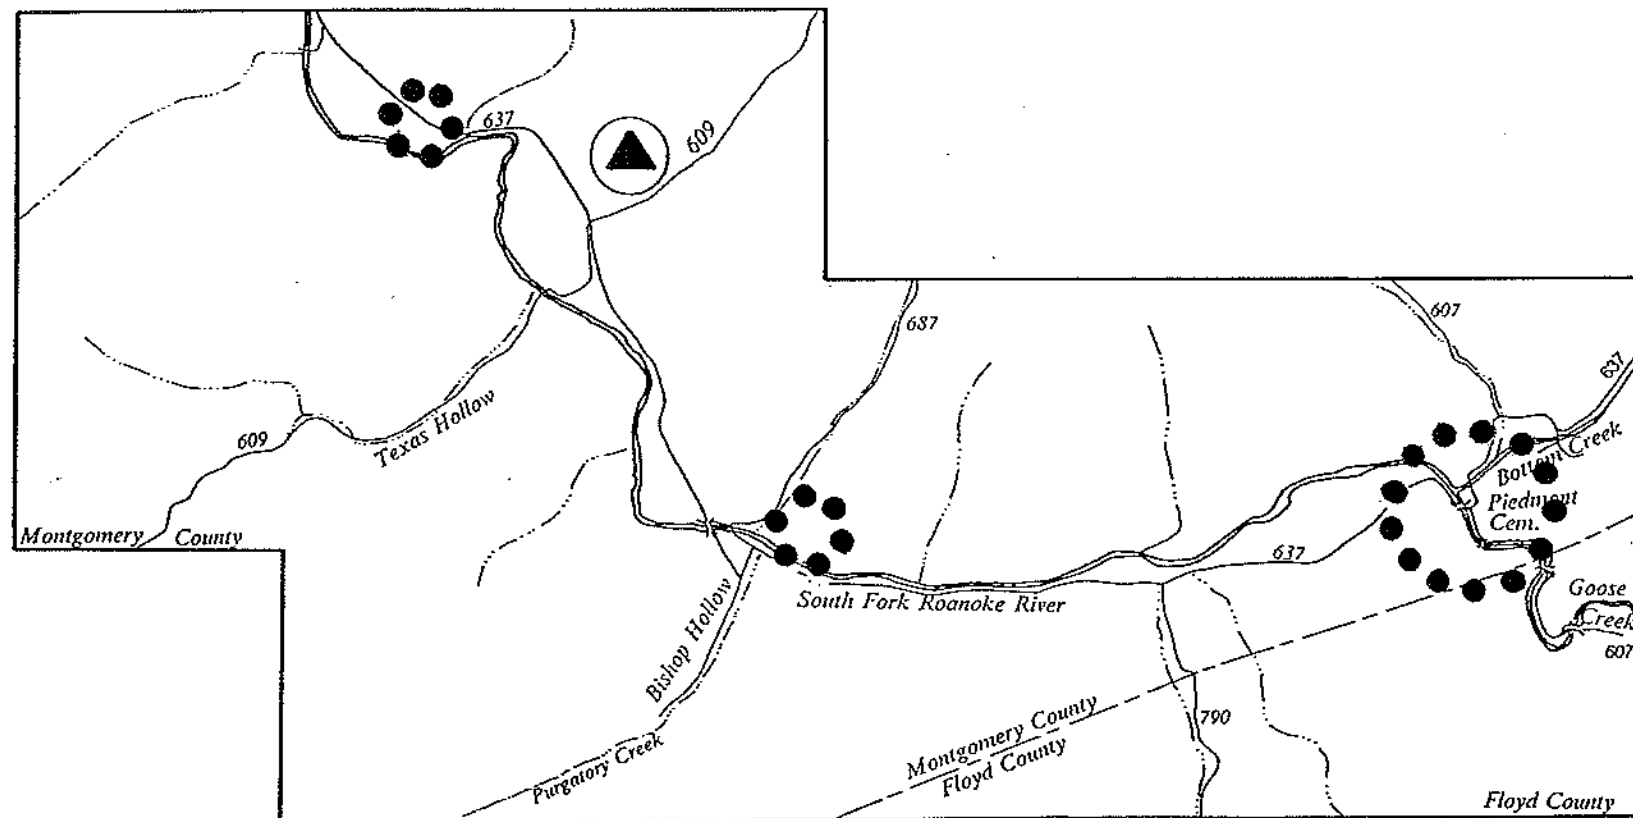 637
609
607
687
637
Texas Hollow
609
Bottom Creek
Piedmont
Cem.
Montgomery County
637
Goose
Creek
607
South Fork Roanoke River
Bishop Hollow
790
Montgomery County
Floyd County
Purgatory Creek
Floyd County